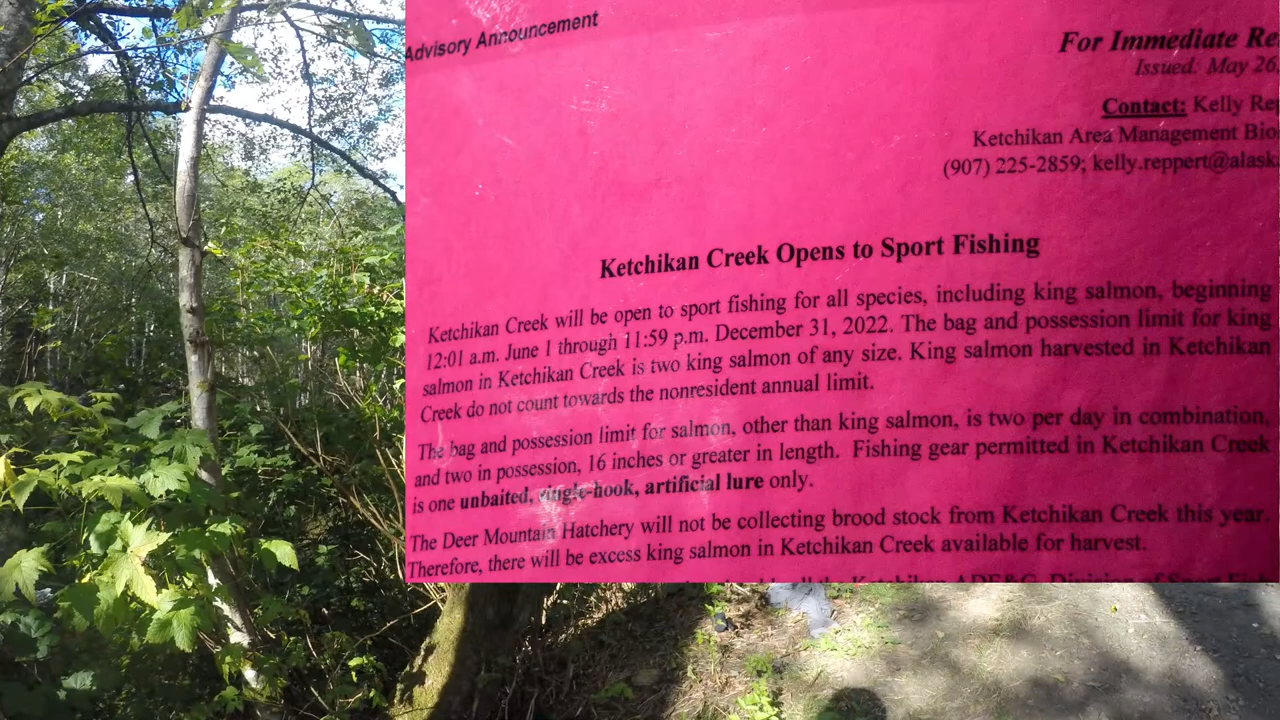 Advisory Announcement
For Immediate Re
Issued: May 26,
Contact: Kelly Rep
Ketchikan Area Management Bio
(907) 225-2859; kelly.reppert@alask
Ketchikan Creek Opens to Sport Fishing
Ketchikan Creek will be open to sport fishing for all species, including king salmon, beginning
12:01 a.m. June 1 through 11:59 p.m. December 31, 2022. The bag and possession limit for king
salmon in Ketchikan Creek is two king salmon of any size. King salmon harvested in Ketchikan
Creek do not count towards the nonresident annual limit.
The bag and possession limit for salmon, other than king salmon, is two per day in combination,
and two in possession, 16 inches or greater in length. Fishing gear permitted in Ketchikan Creek
is one unbaited, single-hook, artificial lure only.
The Deer Mountain Hatchery will not be collecting brood stock from Ketchikan Creek this year.
Therefore, there will be excess king salmon in Ketchikan Creek available for harvest.